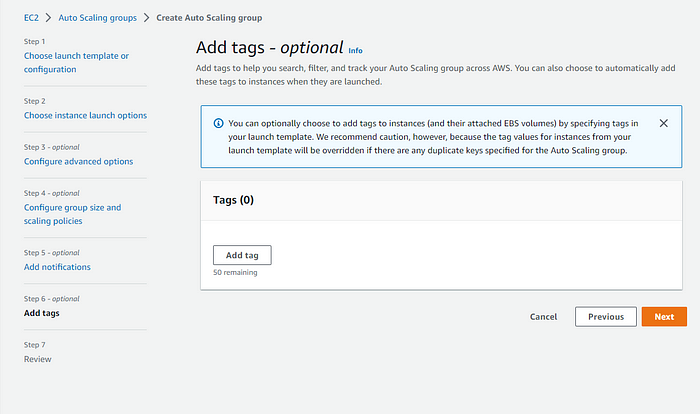 EC2 > Auto Scaling groups > Create Auto Scaling group
Step 1
Choose launch template or
configuration
Step 2
Choose instance launch options
Step 3 - optional
Configure advanced options
Step 4 - optional
Configure group size and
scaling policies
Step 5 - optional
Add notifications
Step 6 - optional
Add tags
Step 7
Review
Add tags - optional Info
Add tags to help you search, filter, and track your Auto Scaling group across AWS. You can also choose to automatically add
these tags to instances when they are launched.
You can optionally choose to add tags to instances (and their attached EBS volumes) by specifying tags in
your launch template. We recommend caution, however, because the tag values for instances from your
launch template will be overridden if there are any duplicate keys specified for the Auto Scaling group.
Tags (0)
Add tag
50 remaining
Cancel
Previous
Next